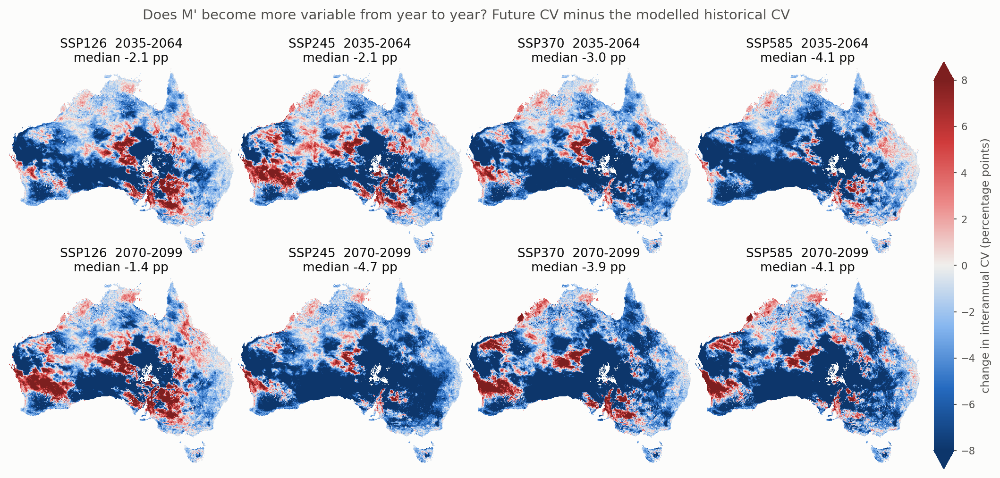 Does M' become more variable from year to year? Future CV minus the modelled historical CV
SSP126  2035-2064
median -2.1 pp
SSP245  2035-2064
median -2.1 pp
SSP370  2035-2064
median -3.0 pp
SSP585  2035-2064
median -4.1 pp
SSP126  2070-2099
median -1.4 pp
SSP245  2070-2099
median -4.7 pp
SSP370  2070-2099
median -3.9 pp
SSP585  2070-2099
median -4.1 pp
8
6
4
2
0
−2
−4
−6
−8
change in interannual CV (percentage points)